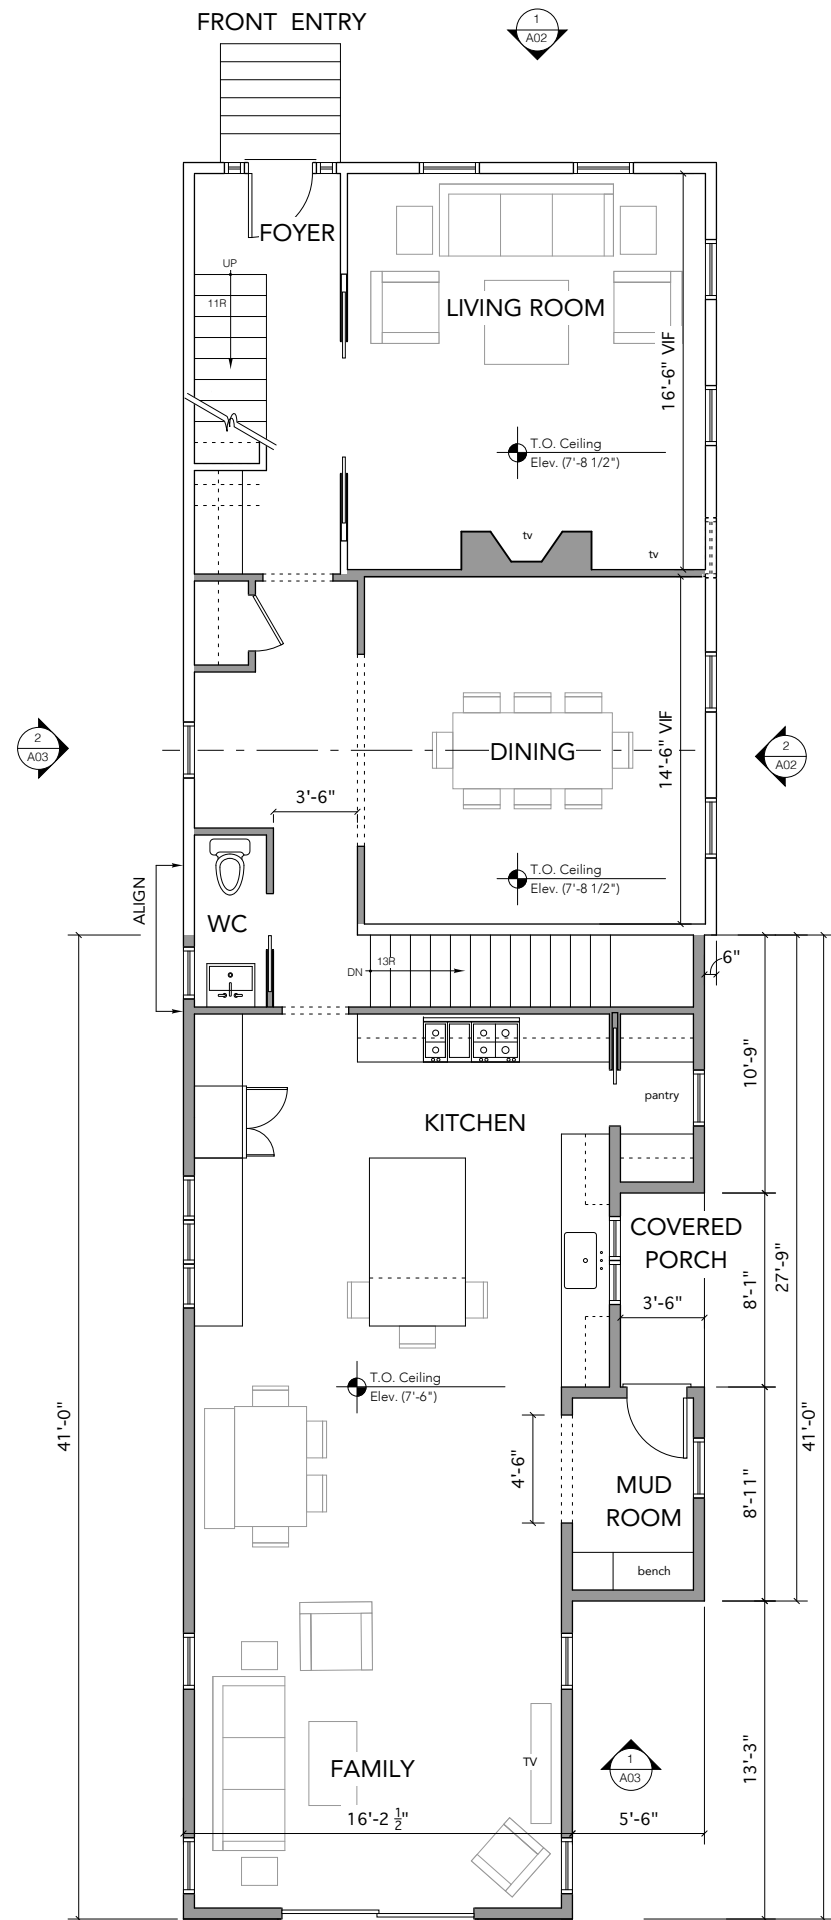 FRONT ENTRY
1
A02
FOYER
UP
11R
LIVING ROOM
16'-6" VIF
T.O. Ceiling
Elev. (7'-8 1/2")
tv
tv
2
A03
DINING
14'-6" VIF
2
A02
3'-6"
T.O. Ceiling
Elev. (7'-8 1/2")
ALIGN
WC
DN
13R
6"
10'-9"
pantry
KITCHEN
COVERED
PORCH
3'-6"
8'-1"
27'-9"
T.O. Ceiling
Elev. (7'-6")
41'-0"
41'-0"
4'-6"
MUD
ROOM
8'-11"
bench
FAMILY
TV
1
A03
13'-3"
16'-2 1/2"
5'-6"